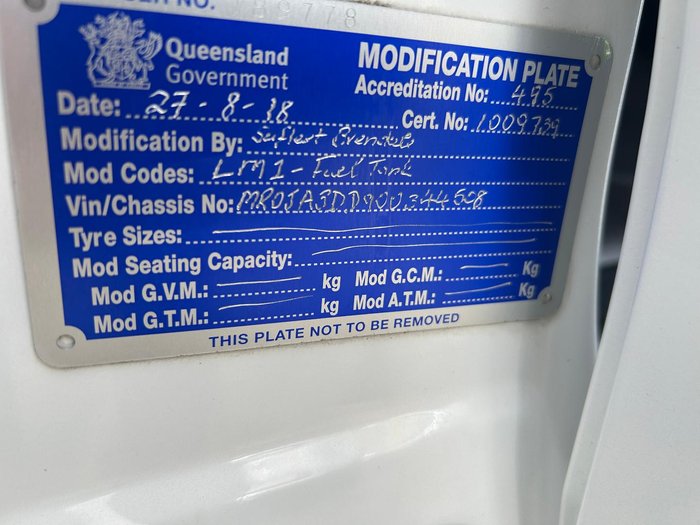 NO. 89778
Queensland
Government
MODIFICATION PLATE
Accreditation No: 495
Date: 27-8-18
Cert. No: 1009739
Modification By:
Mod Codes: LM1 - Fuel Tank
Vin/Chassis No:
Tyre Sizes:
Mod Seating Capacity:
Mod G.V.M.: kg Mod G.C.M.: Kg
Mod G.T.M.: kg Mod A.T.M.: Kg
THIS PLATE NOT TO BE REMOVED